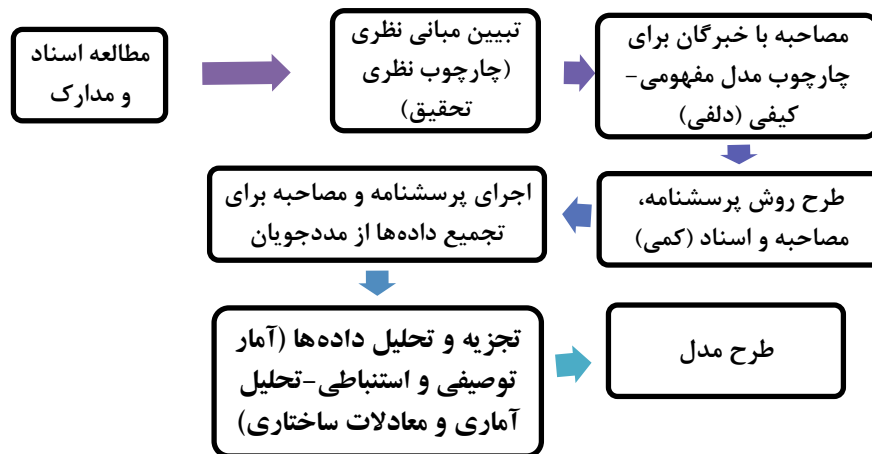 مطالعه اسناد
و مدارک
تبیین مبانی نظری
(چارچوب نظری
تحقیق)
مصاحبه با خبرگان برای
چارچوب مدل مفهومی-
کیفی (دلفی)
طرح روش پرسشنامه،
مصاحبه و اسناد (کمی)
اجرای پرسشنامه و مصاحبه برای
تجمیع داده‌ها از مددجویان
تجزیه و تحلیل داده‌ها (آمار
توصیفی و استنباطی-تحلیل
آماری و معادلات ساختاری)
طرح مدل